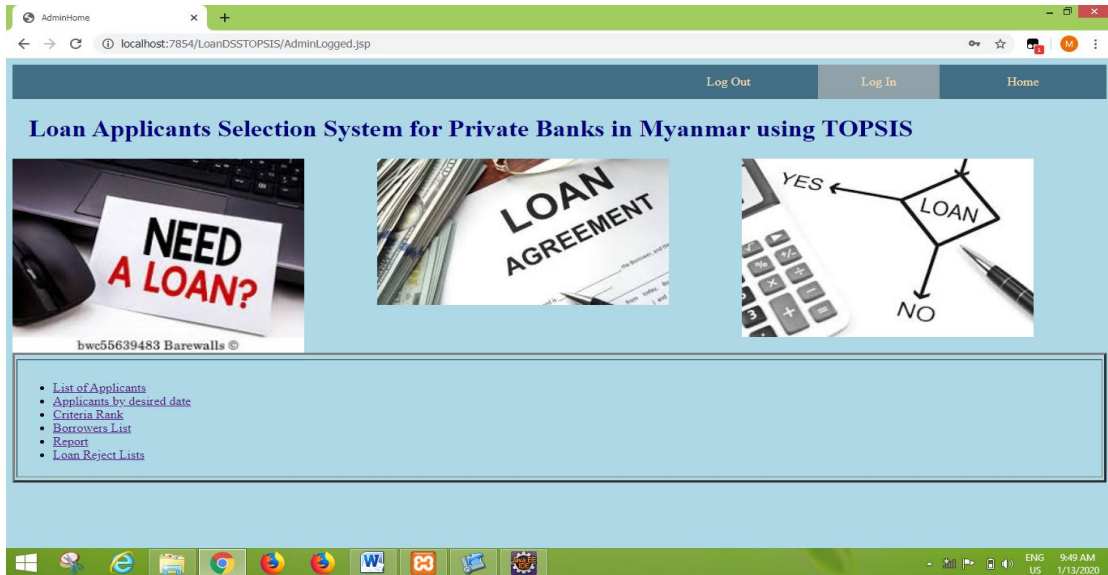 AdminHome
localhost:7854/LoanDSSTOPSIS/AdminLogged.jsp
M
1
Log Out
Log In
Home
Loan Applicants Selection System for Private Banks in Myanmar using TOPSIS
NEED
A LOAN?
bwc55639483 Barewalls ©
LOAN
AGREEMENT
YES
LOAN
NO
List of Applicants
Applicants by desired date
Criteria Rank
Borrowers List
Report
Loan Reject Lists
ENG
US
9:49 AM
1/13/2020